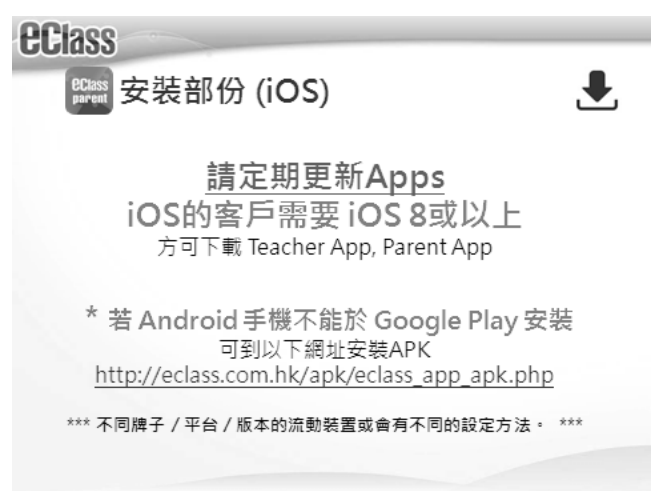 eClass
eClass parent 安裝部份 (iOS)
請定期更新Apps
iOS的客戶需要 iOS 8或以上
方可下載 Teacher App, Parent App
* 若 Android 手機不能於 Google Play 安裝
可到以下網址安裝APK
http://eclass.com.hk/apk/eclass_app_apk.php
*** 不同牌子 / 平台 / 版本的流動裝置或會有不同的設定方法。 ***